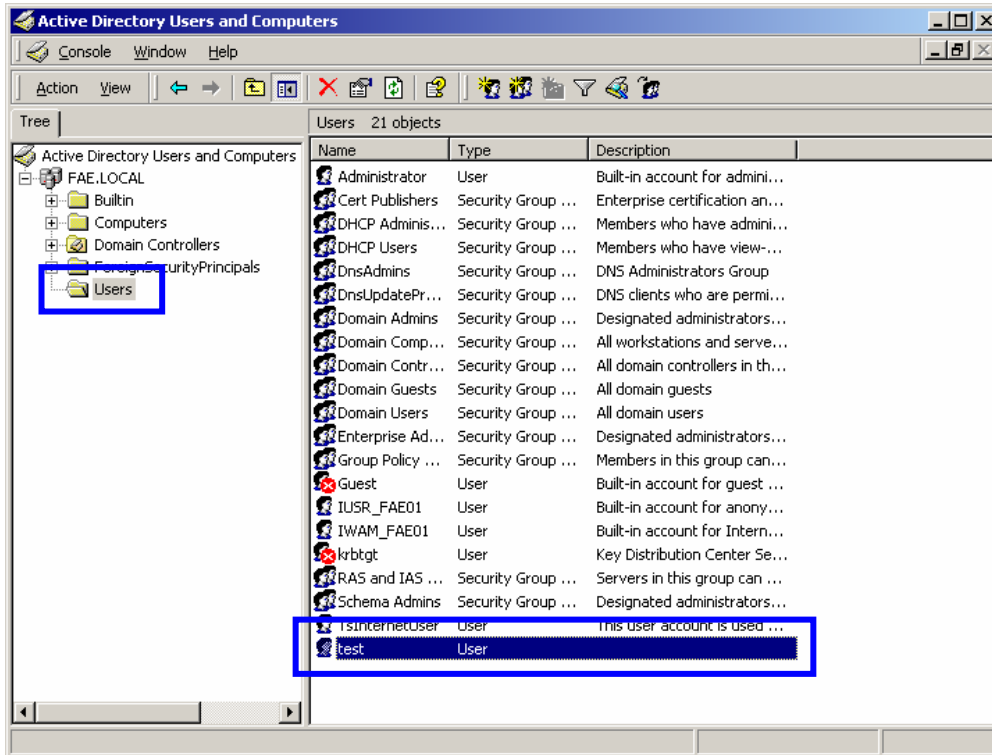 Active Directory Users and Computers
Console Window Help
Action View
Tree
Users 21 objects
Active Directory Users and Computers
FAE.LOCAL
Builtin
Computers
Domain Controllers
ForeignSecurityPrincipals
Users
Name Type Description
Administrator User Built-in account for admini...
Cert Publishers Security Group ... Enterprise certification an...
DHCP Adminis... Security Group ... Members who have admini...
DHCP Users Security Group ... Members who have view-...
DnsAdmins Security Group ... DNS Administrators Group
DnsUpdatePr... Security Group ... DNS clients who are permi...
Domain Admins Security Group ... Designated administrators...
Domain Comp... Security Group ... All workstations and serve...
Domain Contr... Security Group ... All domain controllers in th...
Domain Guests Security Group ... All domain guests
Domain Users Security Group ... All domain users
Enterprise Ad... Security Group ... Designated administrators...
Group Policy ... Security Group ... Members in this group can...
Guest User Built-in account for guest ...
IUSR_FAE01 User Built-in account for anony...
IWAM_FAE01 User Built-in account for Intern...
krbtgt User Key Distribution Center Se...
RAS and IAS ... Security Group ... Servers in this group can ...
Schema Admins Security Group ... Designated administrators...
TsInternetUser User This user account is used ...
test User